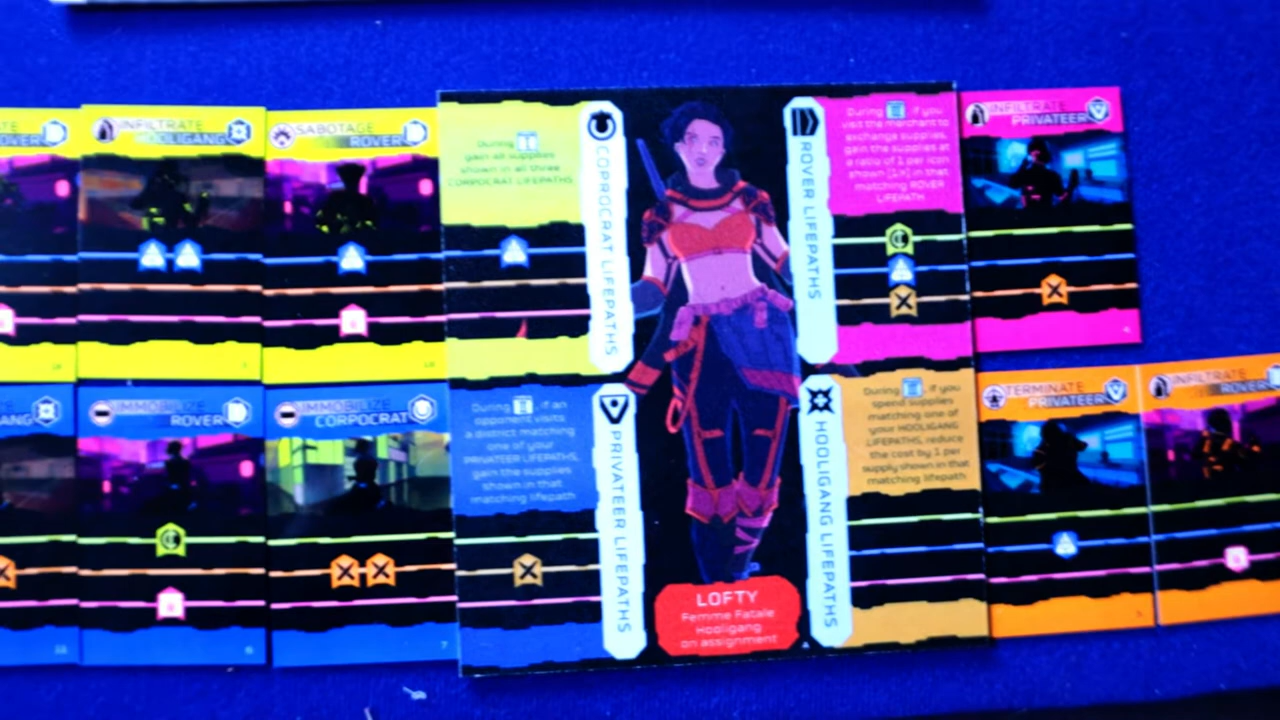 ROVER
INFILTRATE
HOOLIGANG
SABOTAGE
ROVER
During
gain all supplies
shown in all three
CORPOCRAT LIFEPATHS
COPROCRAT LIFEPATHS
ROVER LIFEPATHS
During , if you
visit the merchant to
exchange supplies,
gain the supplies at
a ratio of 1 per icon
shown [1:x] in that
matching ROVER
LIFEPATH
INFILTRATE
PRIVATEER
IMMOBILIZE
ROVER
IMMOBILIZE
CORPOCRAT
7
During , if an
opponent visits
a district matching
one of your
PRIVATEER LIFEPATHS,
gain the supplies
shown in that
matching lifepath
PRIVATEER LIFEPATHS
LOFTY
Femme Fatale
Hooligang
on assignment
HOOLIGANG LIFEPATHS
During , if you
spend supplies
matching one of
your HOOLIGANG
LIFEPATHS, reduce
the cost by 1 per
supply shown in that
matching lifepath
TERMINATE
PRIVATEER
INFILTRATE
ROVER